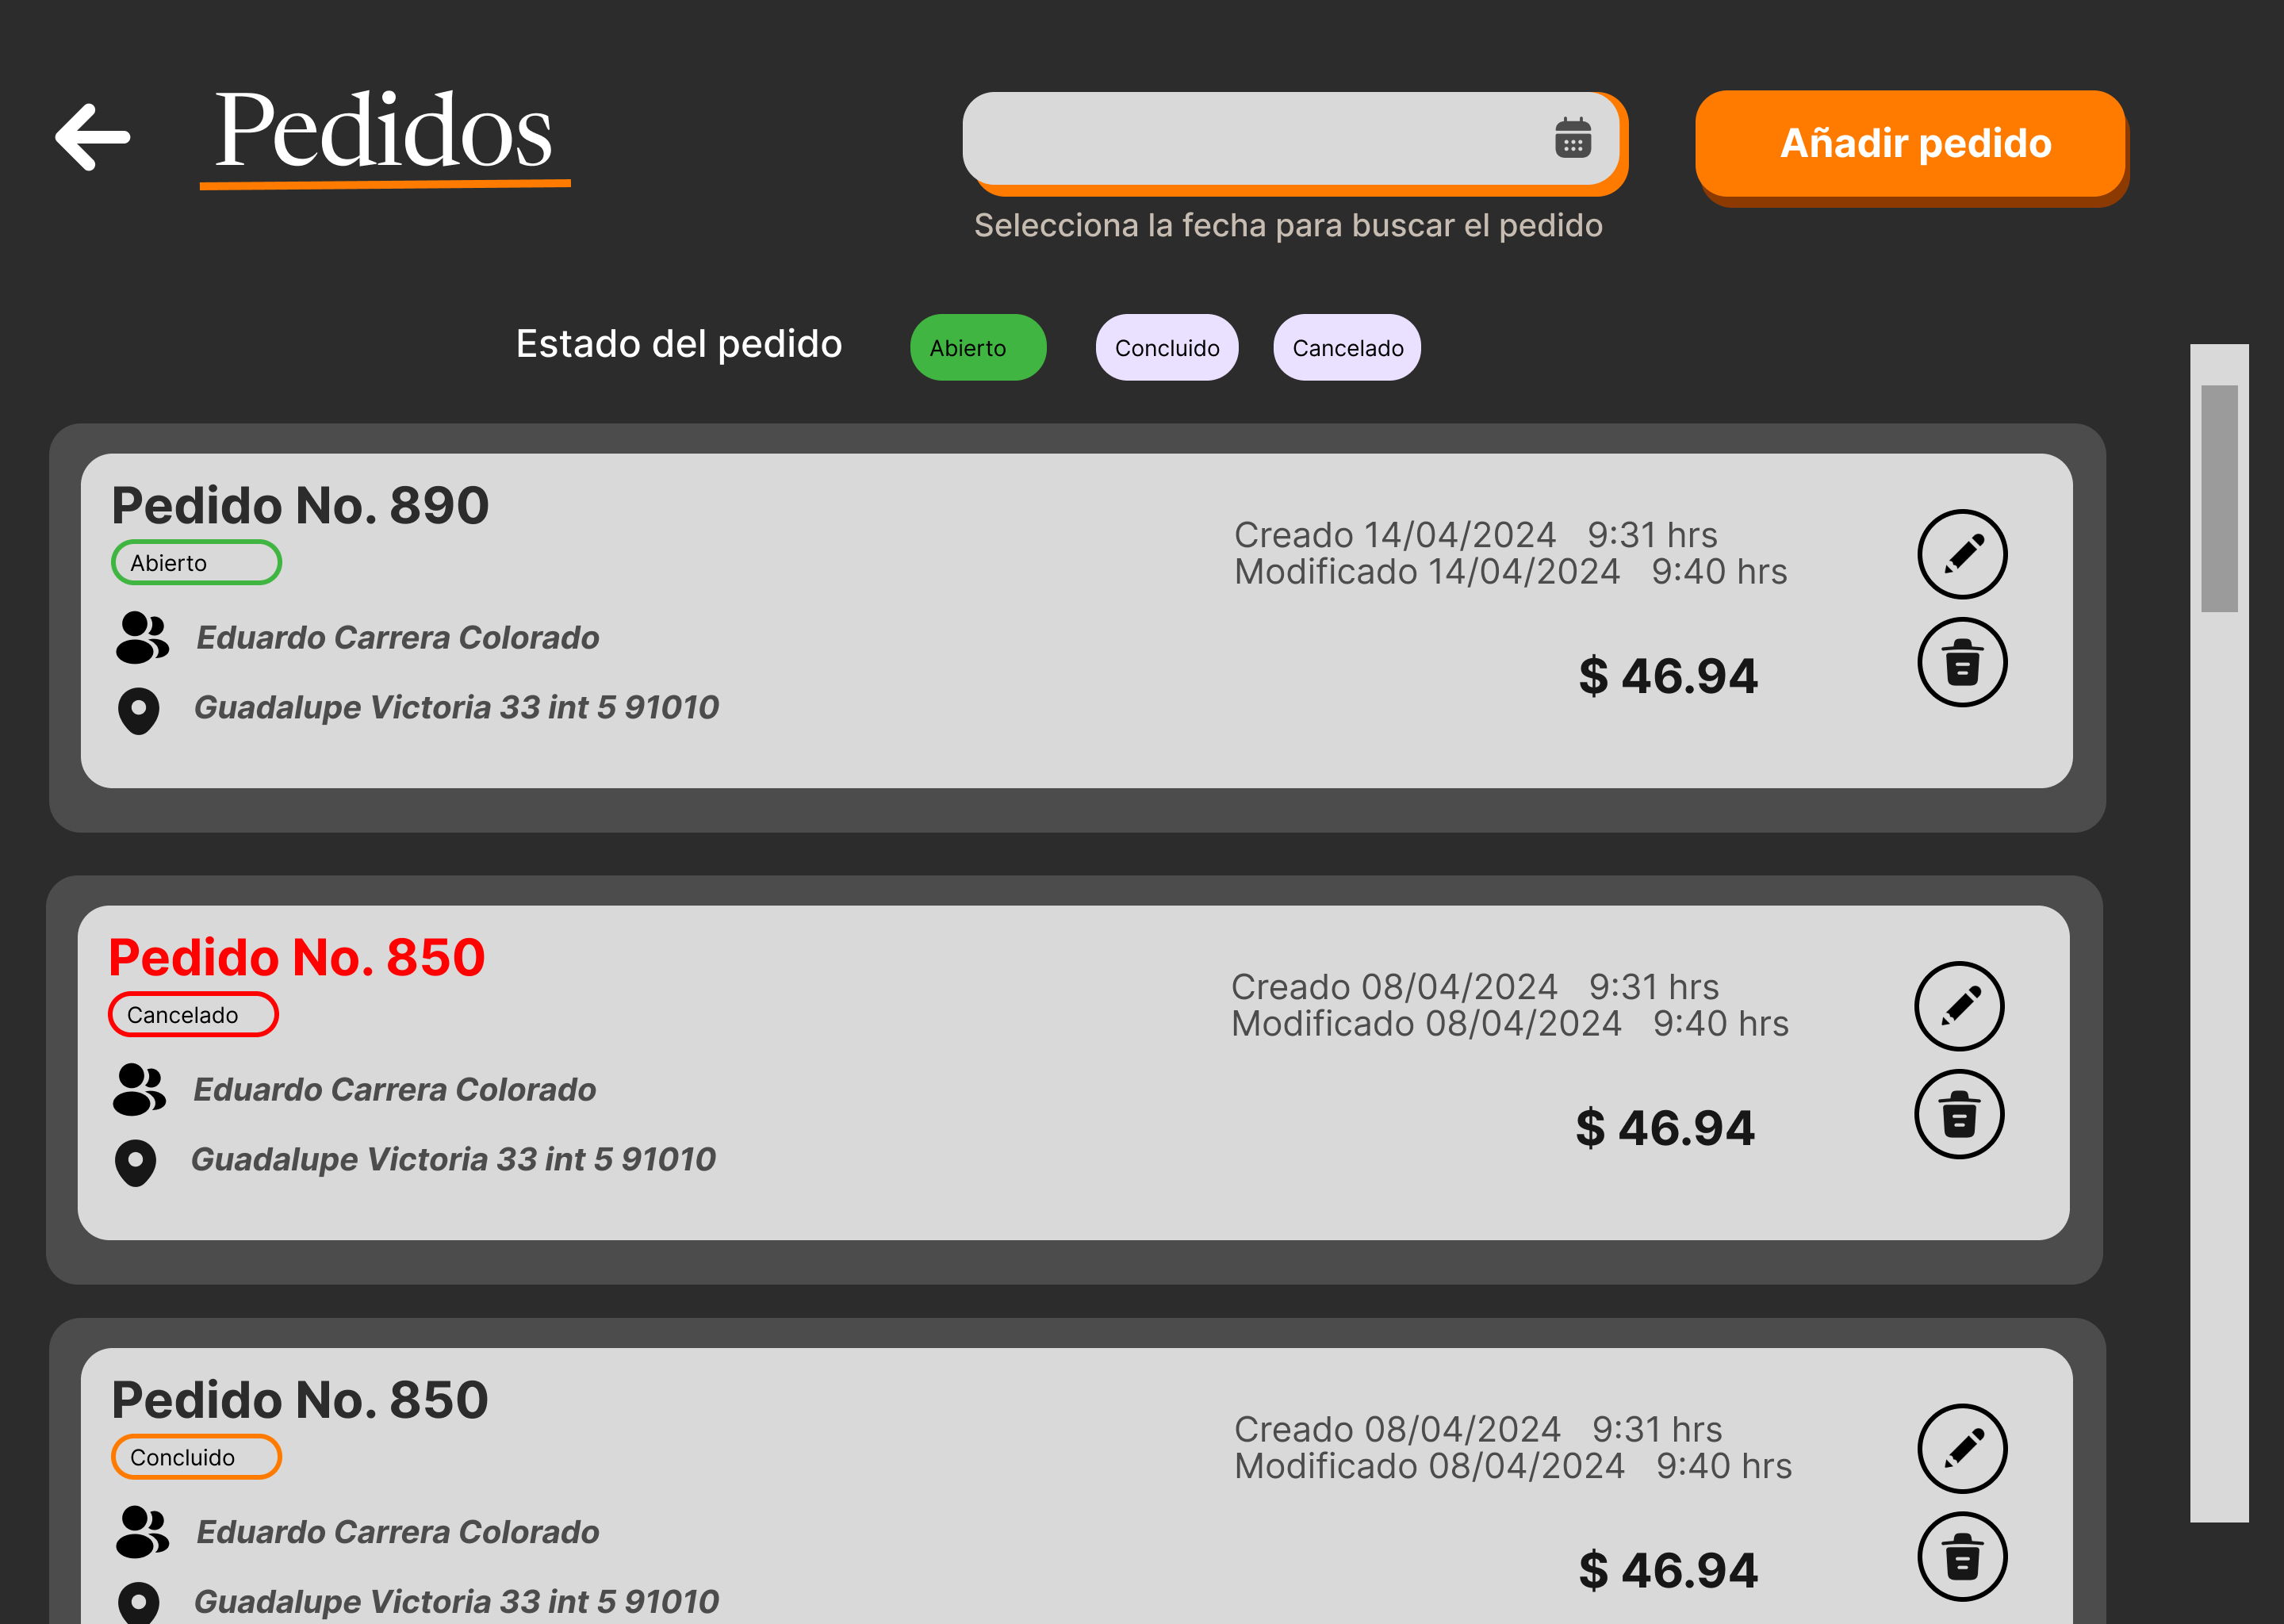 Pedidos
Añadir pedido
Selecciona la fecha para buscar el pedido
Estado del pedido Abierto Concluido Cancelado
Pedido No. 890
Abierto
Creado 14/04/2024 9:31 hrs
Modificado 14/04/2024 9:40 hrs
Eduardo Carrera Colorado
$ 46.94
Guadalupe Victoria 33 int 5 91010
Pedido No. 850
Cancelado
Creado 08/04/2024 9:31 hrs
Modificado 08/04/2024 9:40 hrs
Eduardo Carrera Colorado
$ 46.94
Guadalupe Victoria 33 int 5 91010
Pedido No. 850
Concluido
Creado 08/04/2024 9:31 hrs
Modificado 08/04/2024 9:40 hrs
Eduardo Carrera Colorado
$ 46.94
Guadalupe Victoria 33 int 5 91010